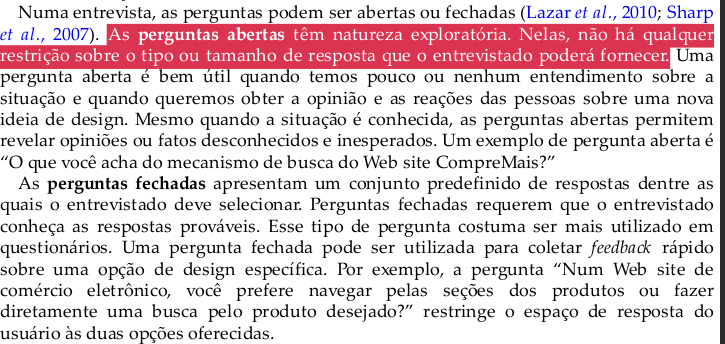 Numa entrevista, as perguntas podem ser abertas ou fechadas (Lazar et al., 2010; Sharp
et al., 2007). As perguntas abertas têm natureza exploratória. Nelas, não há qualquer
restrição sobre o tipo ou tamanho de resposta que o entrevistado poderá fornecer. Uma
pergunta aberta é bem útil quando temos pouco ou nenhum entendimento sobre a
situação e quando queremos obter a opinião e as reações das pessoas sobre uma nova
ideia de design. Mesmo quando a situação é conhecida, as perguntas abertas permitem
revelar opiniões ou fatos desconhecidos e inesperados. Um exemplo de pergunta aberta é
“O que você acha do mecanismo de busca do Web site CompreMais?”
As perguntas fechadas apresentam um conjunto predefinido de respostas dentre as
quais o entrevistado deve selecionar. Perguntas fechadas requerem que o entrevistado
conheça as respostas prováveis. Esse tipo de pergunta costuma ser mais utilizado em
questionários. Uma pergunta fechada pode ser utilizada para coletar feedback rápido
sobre uma opção de design específica. Por exemplo, a pergunta “Num Web site de
comércio eletrônico, você prefere navegar pelas seções dos produtos ou fazer
diretamente uma busca pelo produto desejado?” restringe o espaço de resposta do
usuário às duas opções oferecidas.